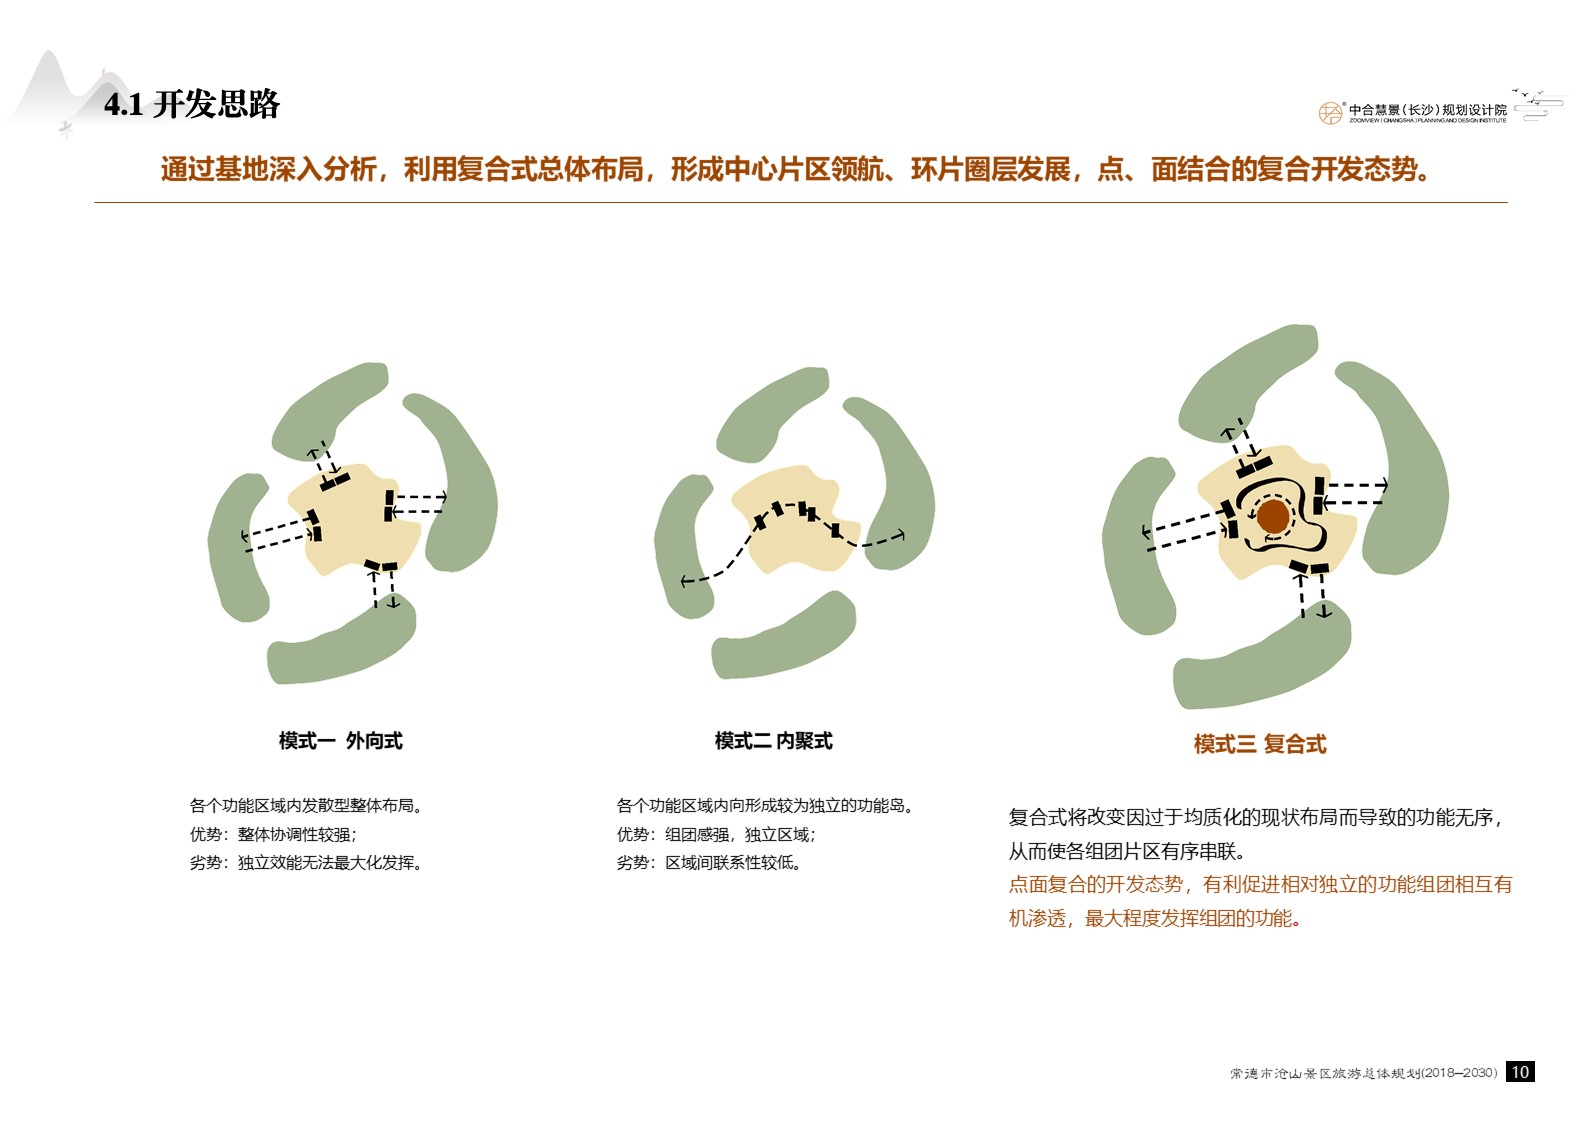 4.1 开发思路
中合慧景（长沙）规划设计院
ZOOMVIEW (CHANGSHA) PLANNING AND DESIGN INSTITUTE
通过基地深入分析，利用复合式总体布局，形成中心片区领航、环片圈层发展，点、面结合的复合开发态势。
模式一 外向式
各个功能区域内发散型整体布局。
优势：整体协调性较强；
劣势：独立效能无法最大化发挥。
模式二 内聚式
各个功能区域内向形成较为独立的功能岛。
优势：组团感强，独立区域；
劣势：区域间联系性较低。
模式三 复合式
复合式将改变因过于均质化的现状布局而导致的功能无序，
从而使各组团片区有序串联。
点面复合的开发态势，有利促进相对独立的功能组团相互有
机渗透，最大程度发挥组团的功能。
常德市沧山景区旅游总体规划(2018—2030) 10